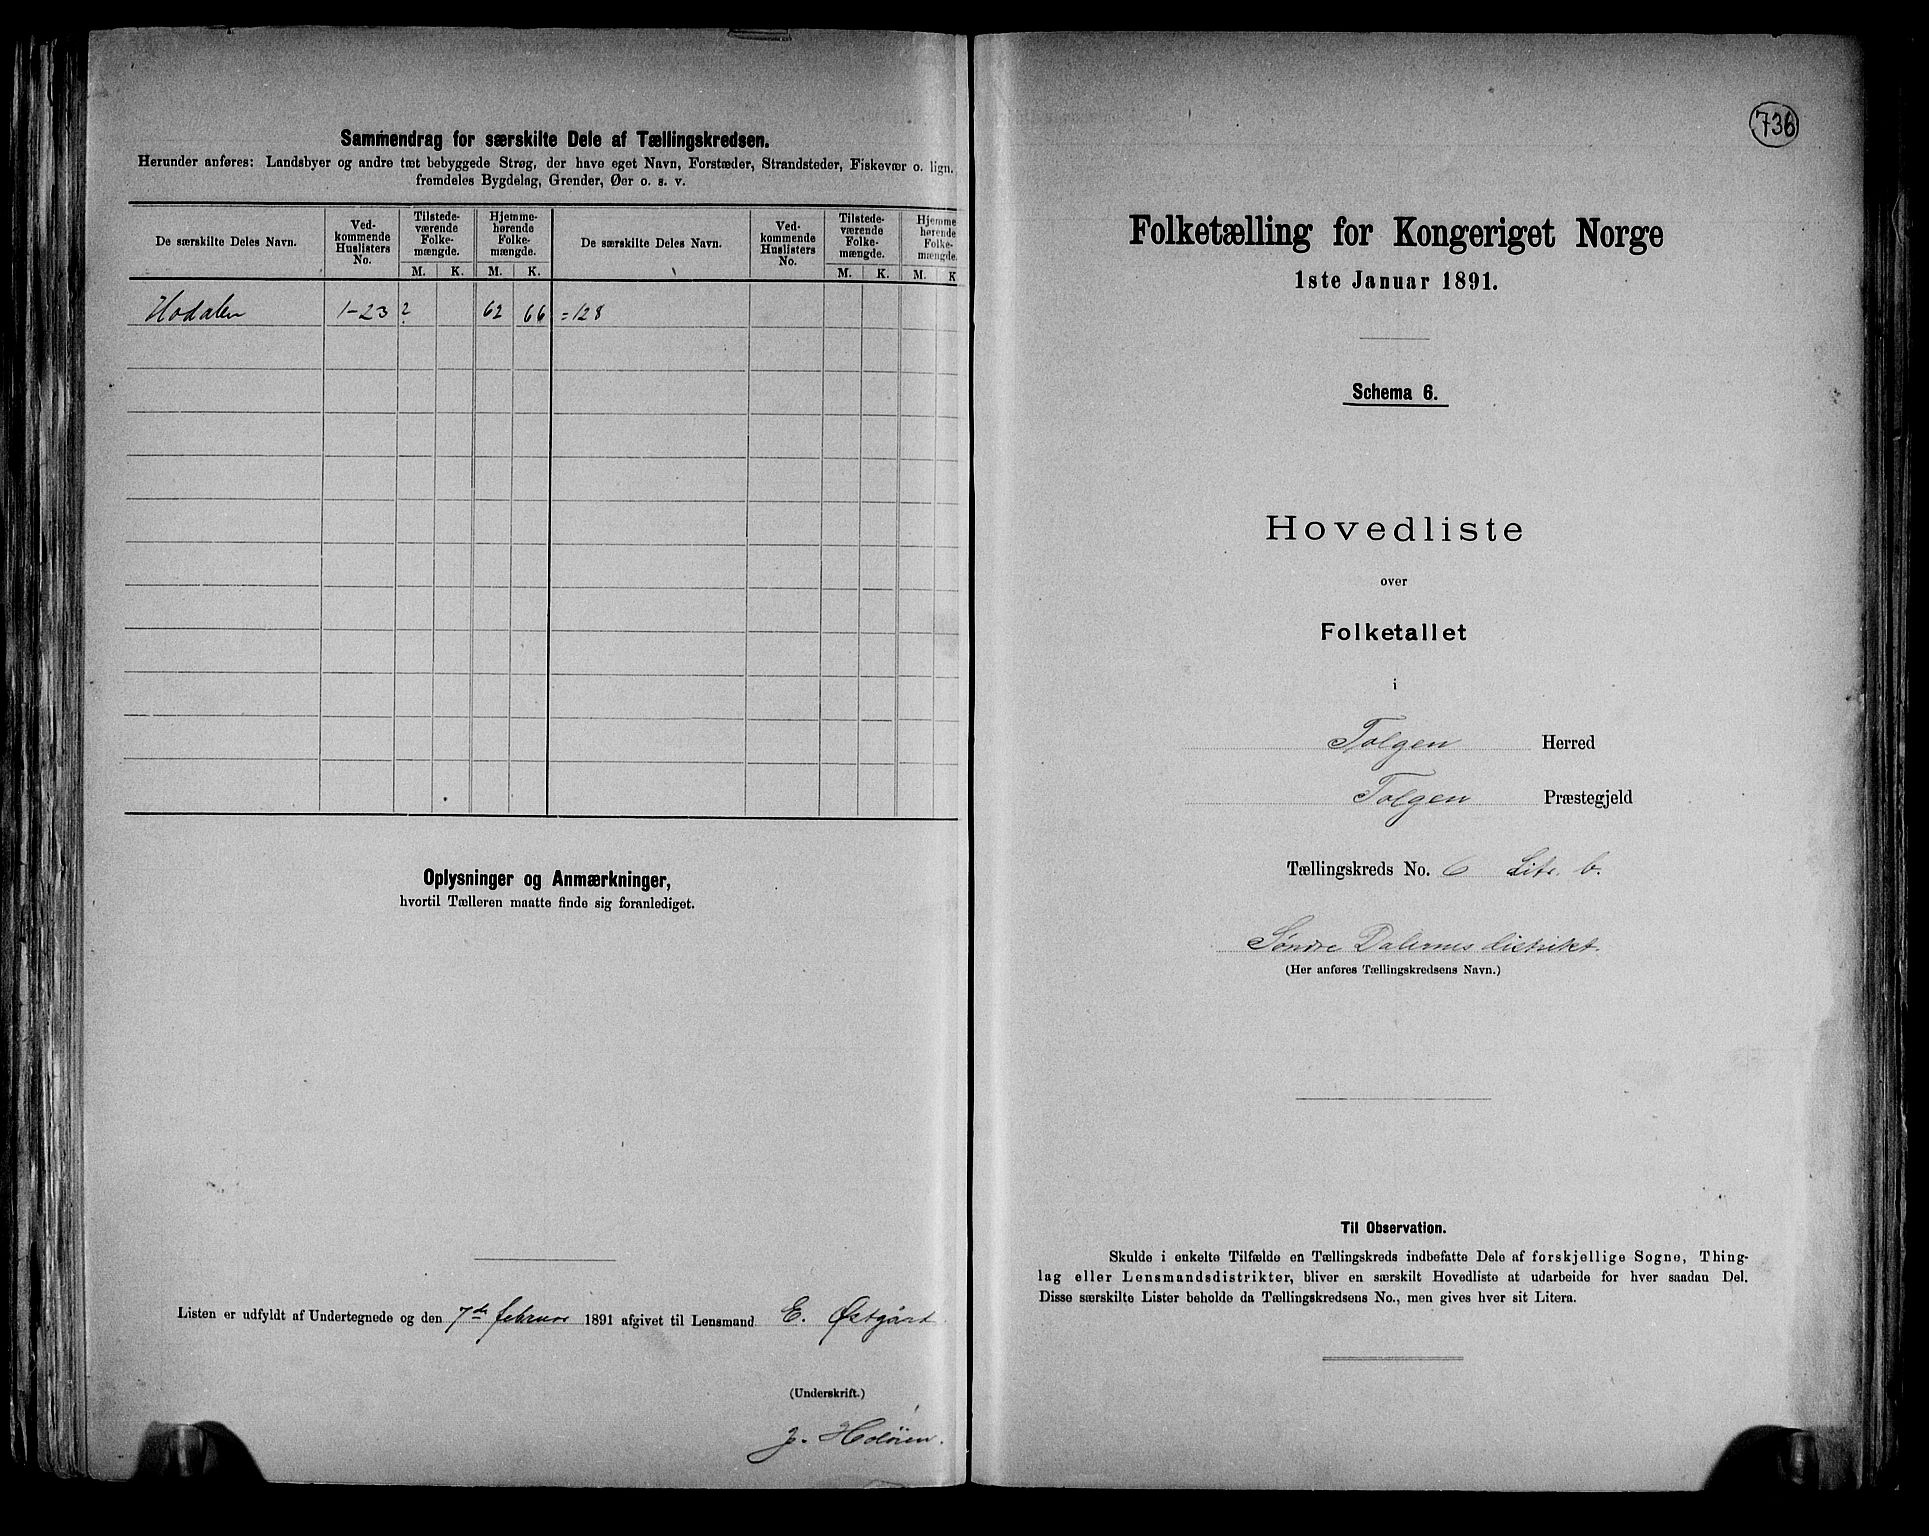 Sammendrag for særskilte Dele af Tællingskredsen.
Herunder anføres: Landsbyer og andre tæt bebyggede Strøg, der have eget Navn, Forstæder, Strandsteder, Fiskevær o. lign.
fremdeles Bygdelag, Grender, Øer o. s. v.
De særskilte Deles Navn. Ved-kommende Huslisters No. Tilstede-værende Folke-mængde. Hjemme-hørende Folke-mængde. De særskilte Deles Navn. Ved-kommende Huslisters No. Tilstede-værende Folke-mængde. Hjemme hørende Folke-mængde.
M. K. M. K. M. K. M. K
Hodalen 1-23 ? 62 66 = 128
Oplysninger og Anmærkninger,
hvortil Tælleren maatte finde sig foranlediget.
Listen er udfyldt af Undertegnede og den 7de februar 1891 afgivet til Lensmand E. Østgård.
(Underskrift.)
J. Holøien.
736
Folketælling for Kongeriget Norge
1ste Januar 1891.
Schema 6.
Hovedliste
over
Folketallet
i
Tolgen Herred
Tolgen Præstegjeld
Tællingskreds No. 6 Litr. b.
Søndre Dalernes distrikt.
(Her anføres Tællingskredsens Navn.)
Til Observation.
Skulde i enkelte Tilfælde en Tællingskreds indbefatte Dele af forskjellige Sogne, Thing-
lag eller Lensmandsdistrikter, bliver en særskilt Hovedliste at udarbeide for hver saadan Del.
Disse særskilte Lister beholde da Tællingskredsens No., men gives hver sit Litera.